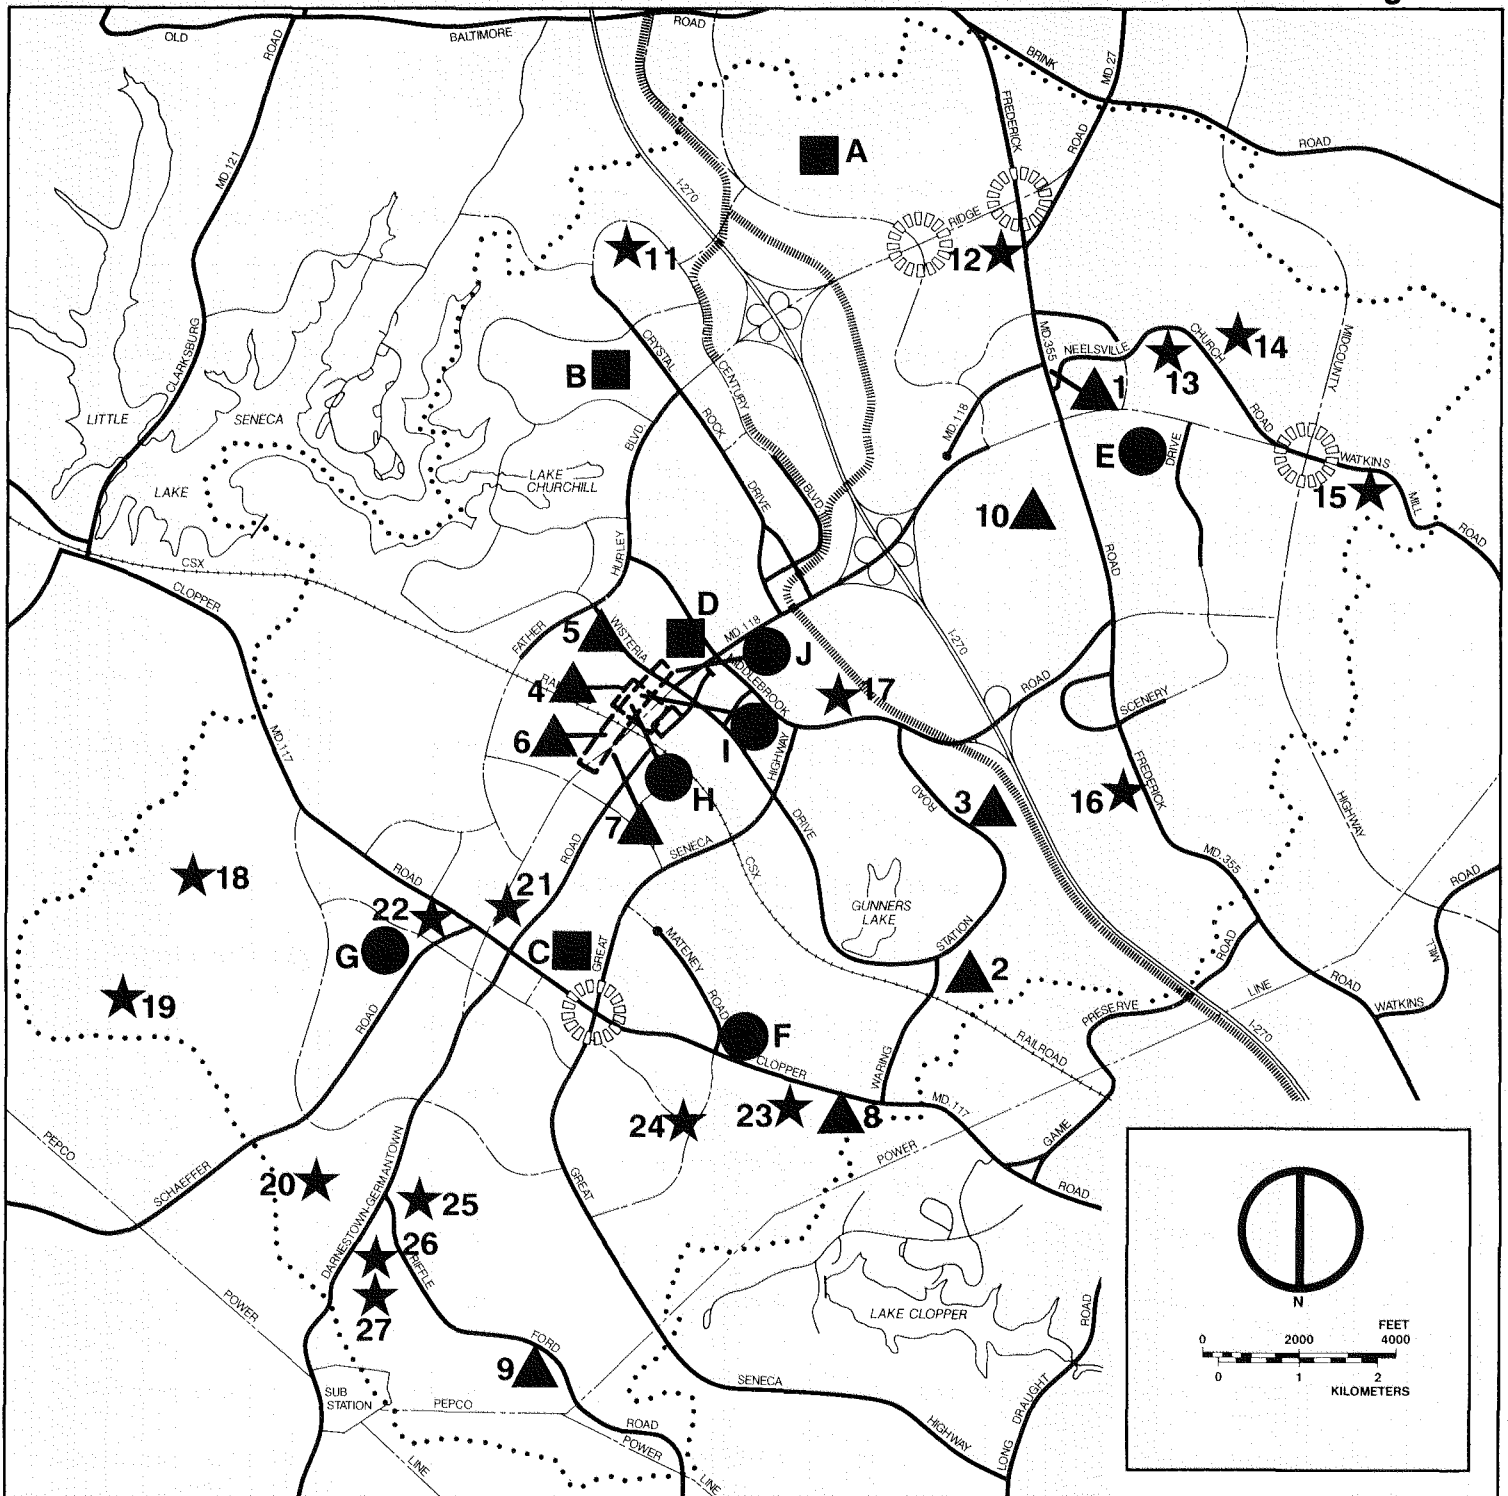 OLD
BALTIMORE
ROAD
ROAD
BRINK
MD.27
FREDERICK
ROAD
ROAD
A
MD.121
I-270
RIDGE
11
12
CLARKSBURG
CRYSTAL
MD.355
NEELSVILLE
CHURCH
14
13
MIDCOUNTY
B
CENTURY
1
LITTLE
SENECA
BLVD.
ROCK
MD.118
ROAD
E
DRIVE
WATKINS
LAKE
LAKE
CHURCHILL
DRIVE
BLVD.
15
MILL
ROAD
10
HURLEY
CSX
CLOPPER
ROAD
D
FATHER
5
WISTERIA
MD.118
J
MIDDLEBROOK
I-270
4
17
ROAD
SCENERY
MD.117
6
I
HIGHWAY
H
ROAD
3
16
FREDERICK
7
DRIVE
HIGHWAY
ROAD
SENECA
CSX
MD.355
18
ROAD
21
22
GUNNERS
LAKE
ROAD
G
C
GREAT
MATENEY
STATION
2
MILL
ROAD
19
ROAD
ROAD
LINE
ROAD
WATKINS
PRESERVE
F
CLOPPER
RAILROAD
I-270
WARING
24
23
8
MD.117
PEPCO
POWER
GAME
DARNESTOWN-GERMANTOWN
SCHAEFFER
20
25
GREAT
ROAD
26
RIFFLE
N
POWER
27
LAKE CLOPPER
ROAD
FEET
0 2000 4000
0 1 2
KILOMETERS
9
FORD
SUB
STATION
PEPCO
SENECA
DRAUGHT
ROAD
HIGHWAY
POWER
LINE
LINE
LONG